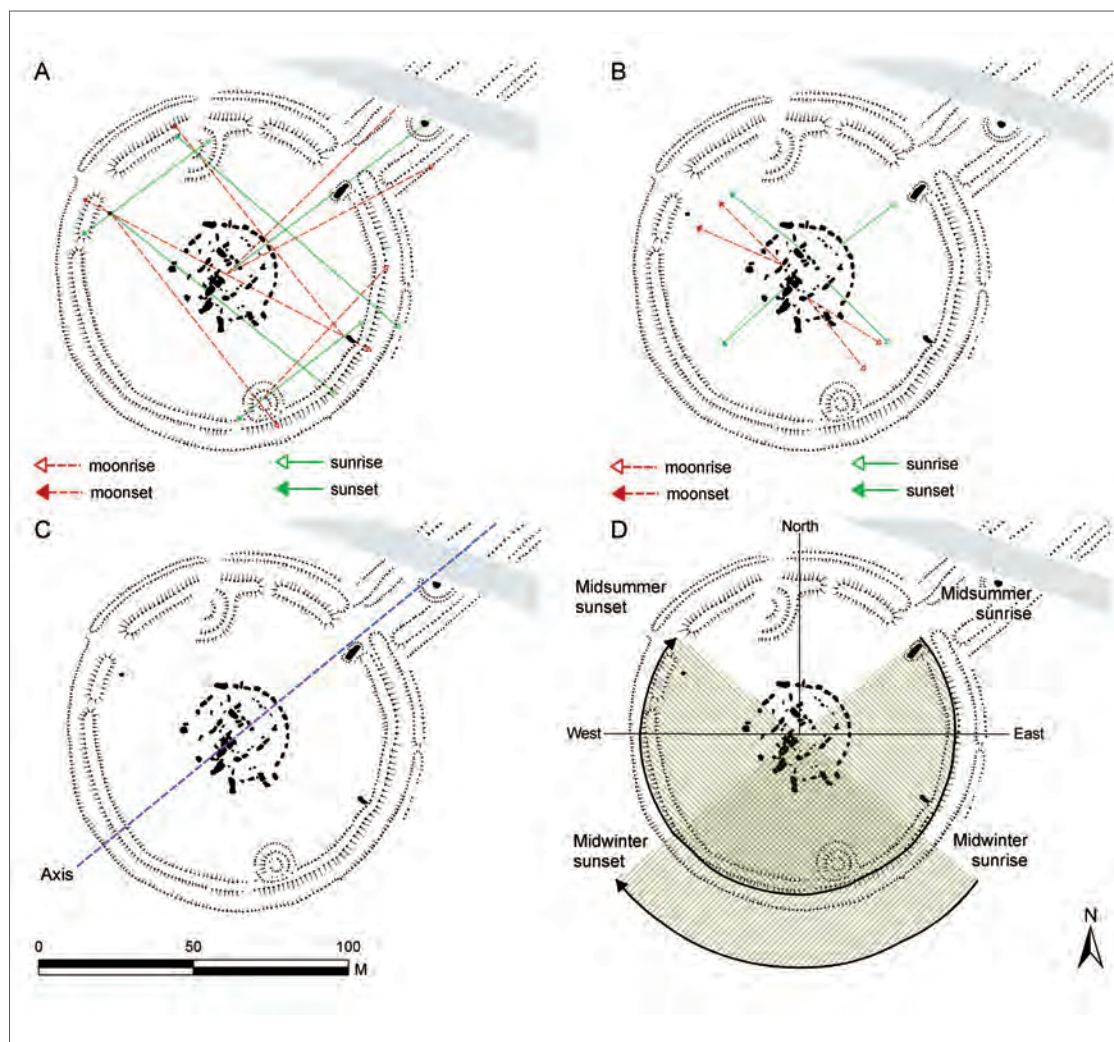 A
moonrise
moonset
sunrise
sunset
B
moonrise
moonset
sunrise
sunset
C
Axis
0 50 100
M
D
North
Midsummer
sunset
Midsummer
sunrise
West
East
Midwinter
sunset
Midwinter
sunrise
N